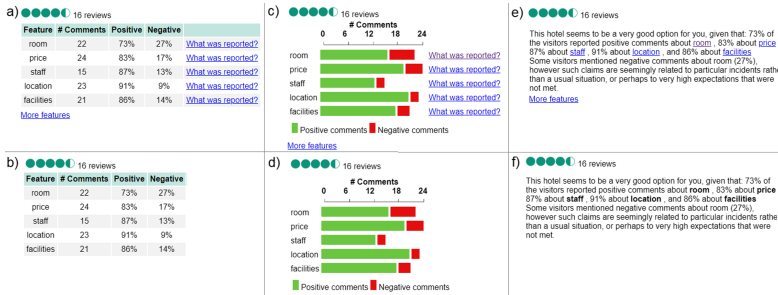 a)
16 reviews
Feature # Comments Positive Negative
room 22 73% 27% What was reported?
price 24 83% 17% What was reported?
staff 15 87% 13% What was reported?
location 23 91% 9% What was reported?
facilities 21 86% 14% What was reported?
More features
b)
16 reviews
Feature # Comments Positive Negative
room 22 73% 27%
price 24 83% 17%
staff 15 87% 13%
location 23 91% 9%
facilities 21 86% 14%
c)
16 reviews
# Comments
0 6 12 18 24
room What was reported?
price What was reported?
staff What was reported?
location What was reported?
facilities What was reported?
Positive comments Negative comments
More features
d)
16 reviews
# Comments
0 6 12 18 24
room
price
staff
location
facilities
Positive comments Negative comments
e)
16 reviews
This hotel seems to be a very good option for you, given that: 73% of
the visitors reported positive comments about room , 83% about price
87% about staff , 91% about location , and 86% about facilities
Some visitors mentioned negative comments about room (27%),
however such claims are seemingly related to particular incidents rathe
than a usual situation, or perhaps to very high expectations that were
not met.
More features
f)
16 reviews
This hotel seems to be a very good option for you, given that: 73% of
the visitors reported positive comments about room , 83% about price
87% about staff , 91% about location , and 86% about facilities
Some visitors mentioned negative comments about room (27%),
however such claims are seemingly related to particular incidents rather
than a usual situation, or perhaps to very high expectations that were
not met.